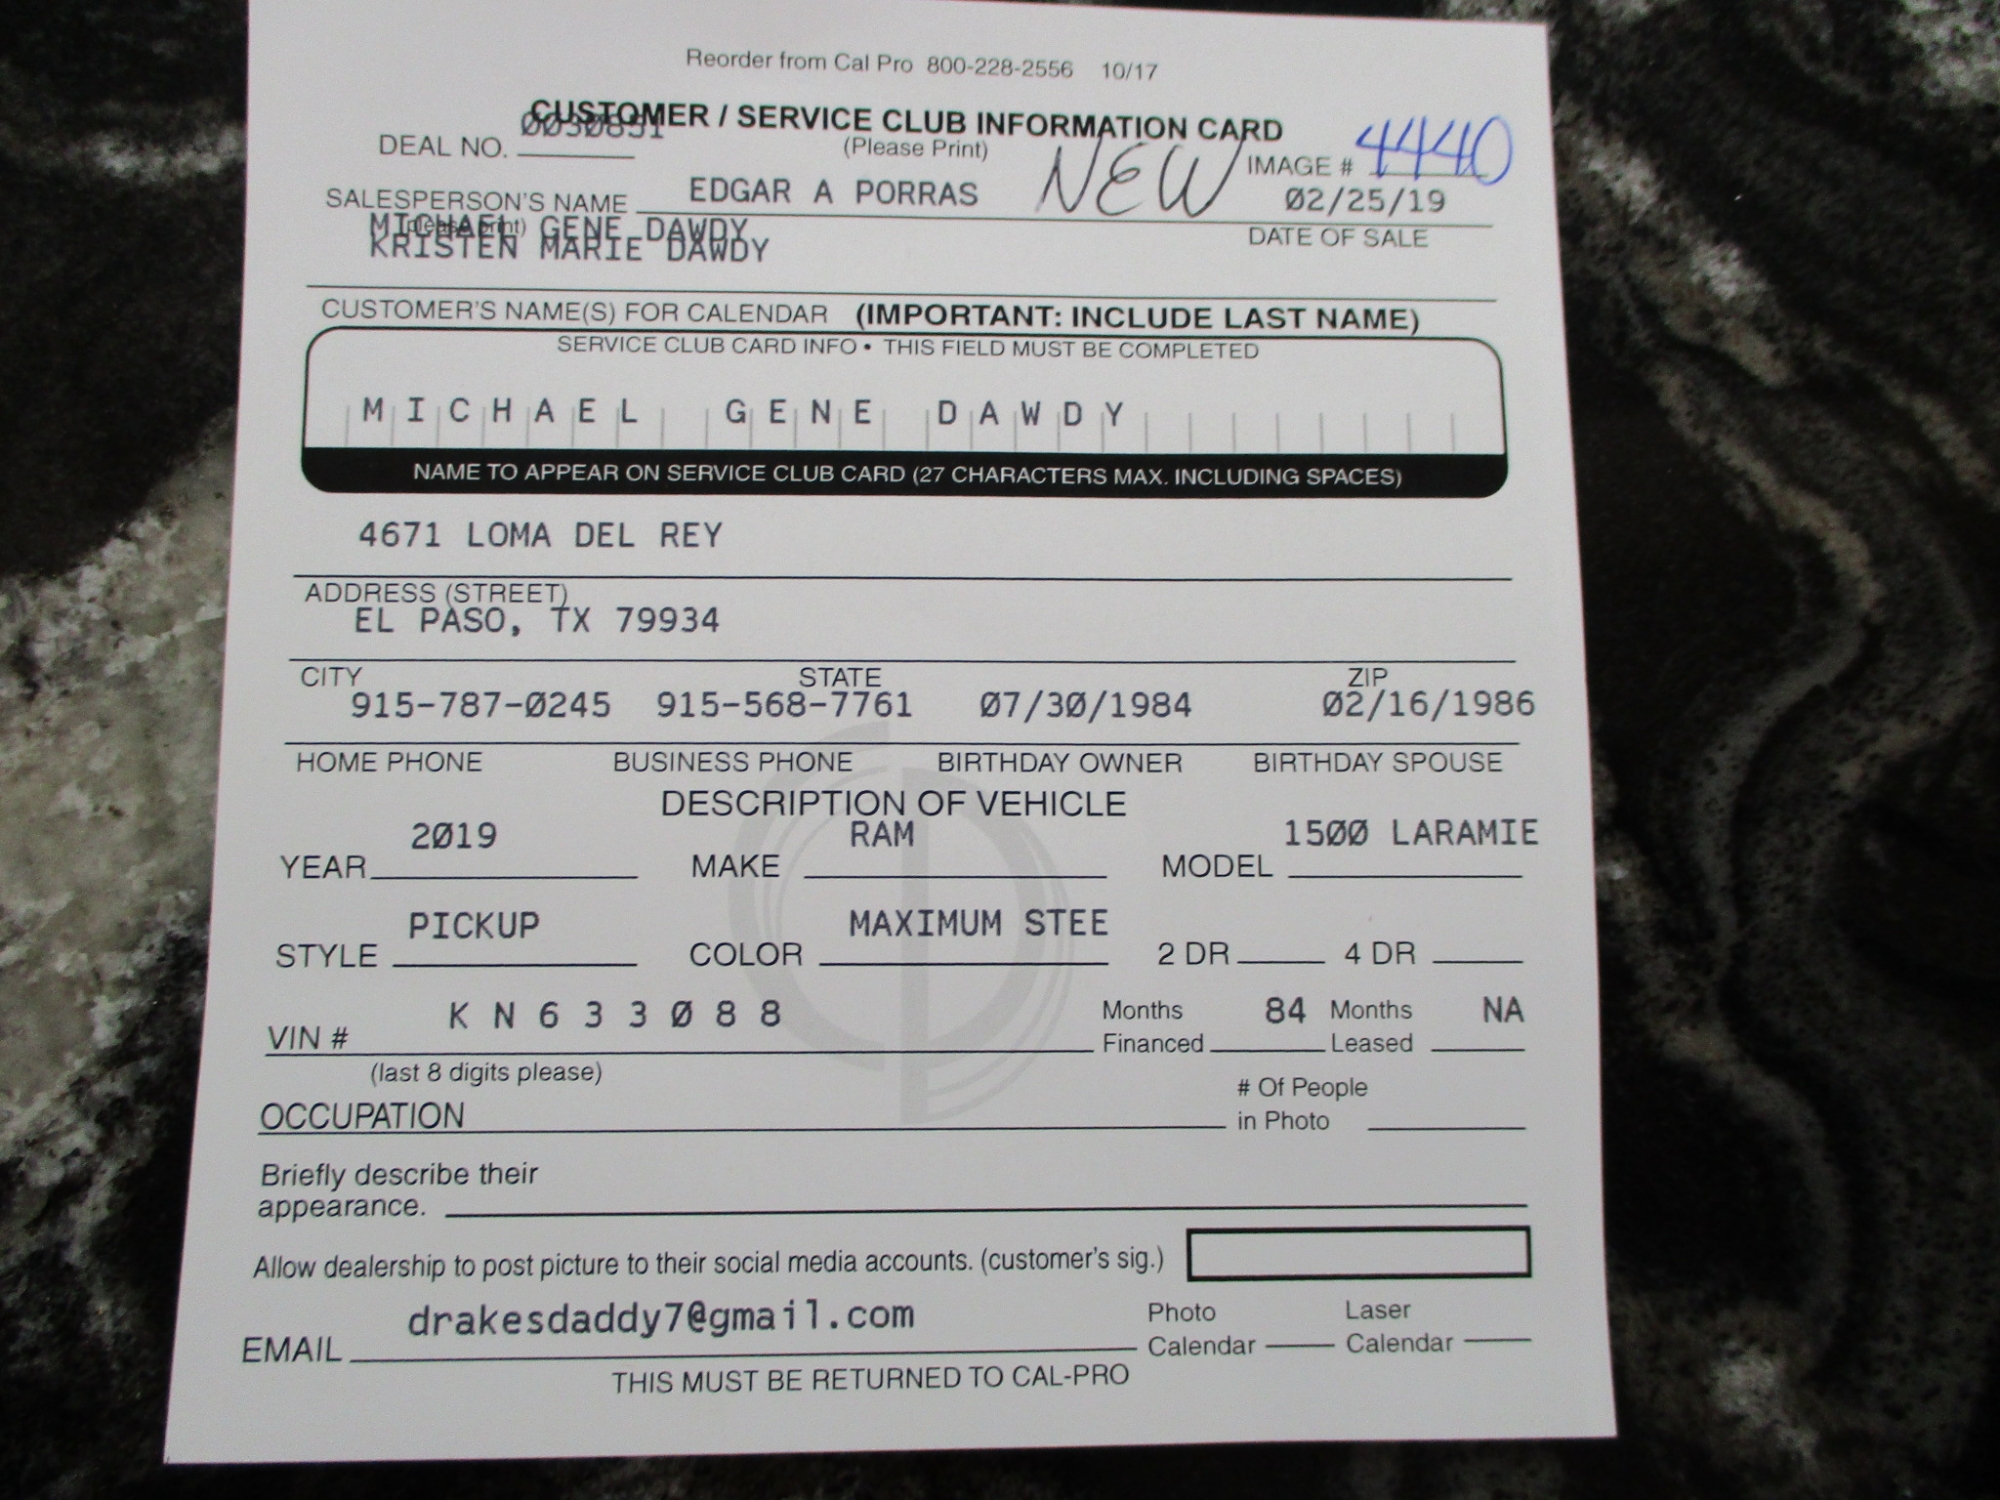 Reorder from Cal Pro 800-228-2556 10/17
CUSTOMER / SERVICE CLUB INFORMATION CARD
DEAL NO. 0030851 (Please Print) NEW IMAGE # 4440
SALESPERSON'S NAME EDGAR A PORRAS 02/25/19
(please print) DATE OF SALE
MICHAEL GENE DAWDY
KRISTEN MARIE DAWDY
CUSTOMER'S NAME(S) FOR CALENDAR (IMPORTANT: INCLUDE LAST NAME)
SERVICE CLUB CARD INFO • THIS FIELD MUST BE COMPLETED
MICHAEL GENE DAWDY
NAME TO APPEAR ON SERVICE CLUB CARD (27 CHARACTERS MAX. INCLUDING SPACES)
4671 LOMA DEL REY
ADDRESS (STREET)
EL PASO, TX 79934
CITY STATE ZIP
915-787-0245 915-568-7761 07/30/1984 02/16/1986
HOME PHONE BUSINESS PHONE BIRTHDAY OWNER BIRTHDAY SPOUSE
DESCRIPTION OF VEHICLE
YEAR 2019 MAKE RAM MODEL 1500 LARAMIE
STYLE PICKUP COLOR MAXIMUM STEE 2 DR 4 DR
VIN # KN633088 Months Financed 84 Months Leased NA
(last 8 digits please)
OCCUPATION # Of People in Photo
Briefly describe their
appearance.
Allow dealership to post picture to their social media accounts. (customer's sig.)
EMAIL drakesdaddy7@gmail.com Photo Calendar Laser Calendar
THIS MUST BE RETURNED TO CAL-PRO